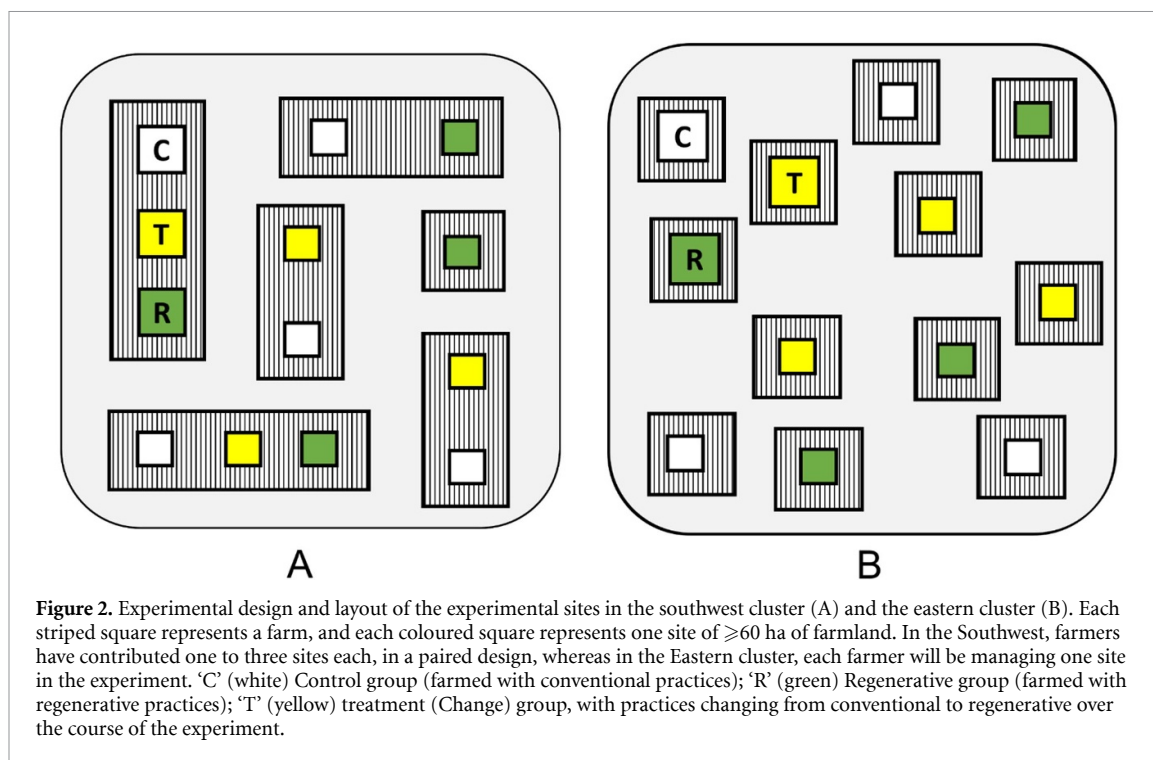 C
T
R
C
T
R
A
B
Figure 2. Experimental design and layout of the experimental sites in the southwest cluster (A) and the eastern cluster (B). Each
striped square represents a farm, and each coloured square represents one site of ⩾60 ha of farmland. In the Southwest, farmers
have contributed one to three sites each, in a paired design, whereas in the Eastern cluster, each farmer will be managing one site
in the experiment. ‘C’ (white) Control group (farmed with conventional practices); ‘R’ (green) Regenerative group (farmed with
regenerative practices); ‘T’ (yellow) treatment (Change) group, with practices changing from conventional to regenerative over
the course of the experiment.